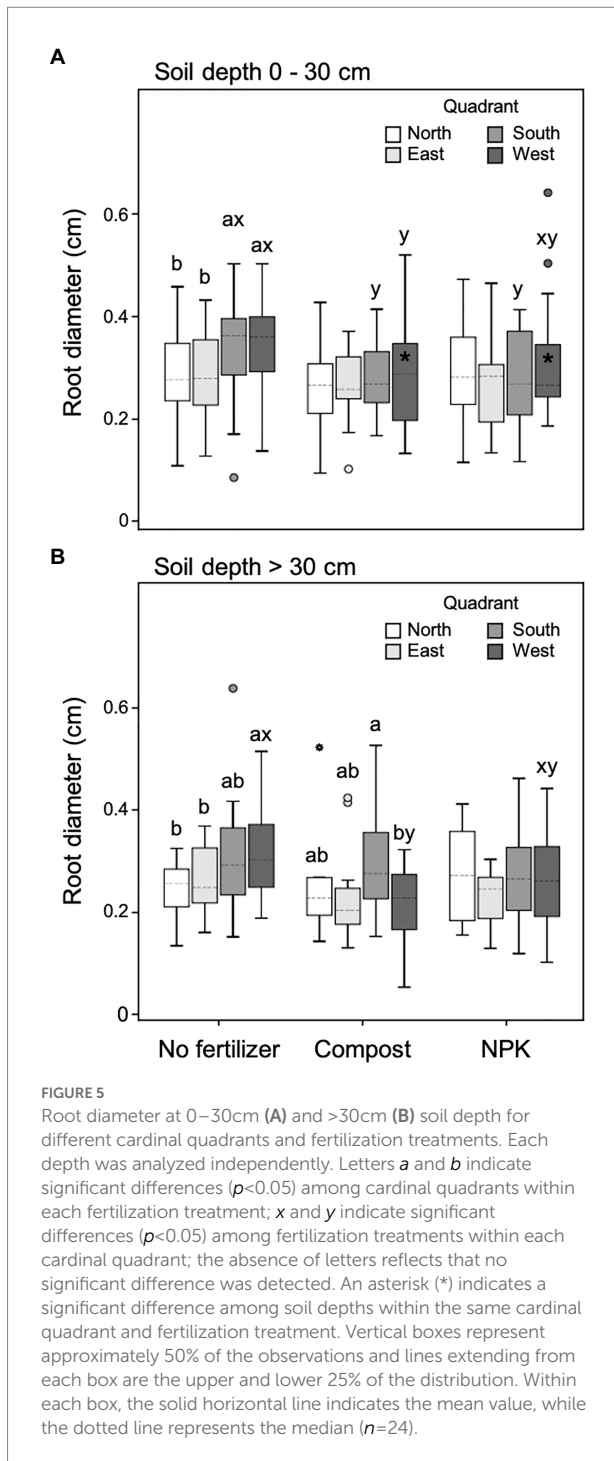 A
Soil depth 0 - 30 cm
Quadrant
North South
East West
Root diameter (cm)
0.6
0.4
0.2
0
b b ax ax
y y
y xy
* *
B
Soil depth > 30 cm
Quadrant
North South
East West
Root diameter (cm)
0.6
0.4
0.2
0
b b ab ax
ab ab a by
xy
No fertilizer Compost NPK
FIGURE 5
Root diameter at 0–30cm (A) and >30cm (B) soil depth for
different cardinal quadrants and fertilization treatments. Each
depth was analyzed independently. Letters a and b indicate
significant differences (p<0.05) among cardinal quadrants within
each fertilization treatment; x and y indicate significant
differences (p<0.05) among fertilization treatments within each
cardinal quadrant; the absence of letters reflects that no
significant difference was detected. An asterisk (*) indicates a
significant difference among soil depths within the same cardinal
quadrant and fertilization treatment. Vertical boxes represent
approximately 50% of the observations and lines extending from
each box are the upper and lower 25% of the distribution. Within
each box, the solid horizontal line indicates the mean value, while
the dotted line represents the median (n=24).